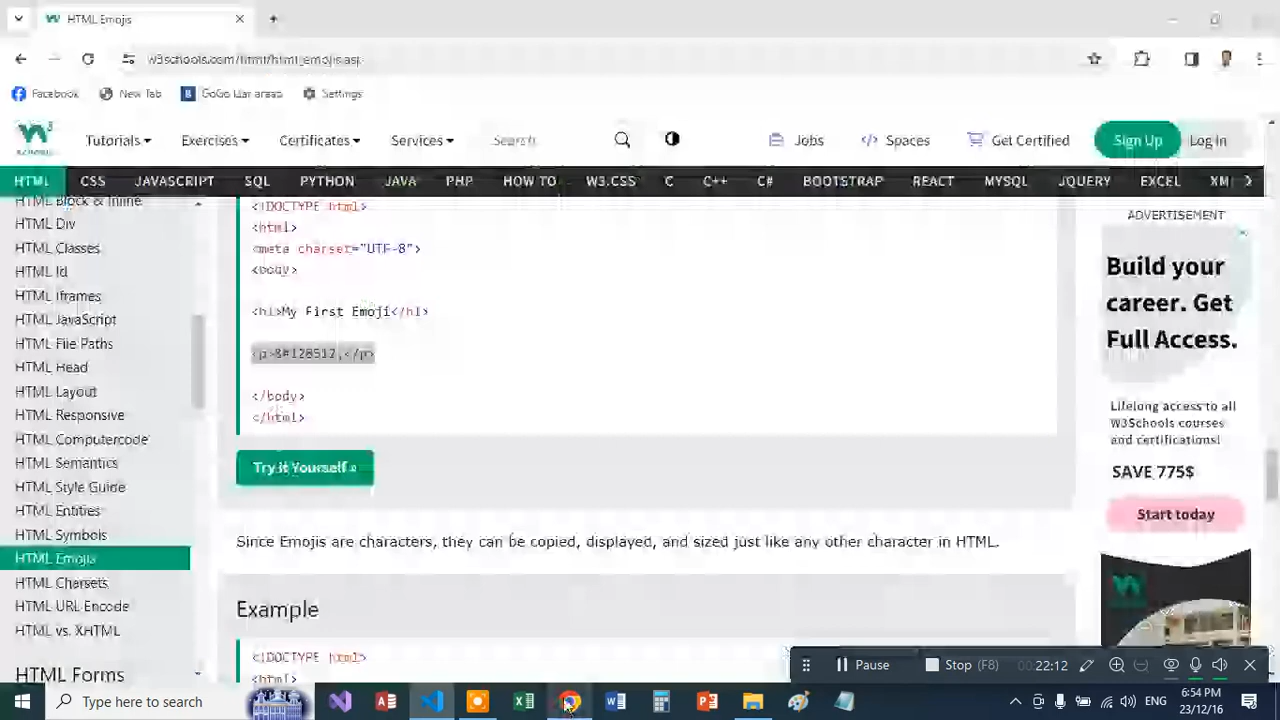 HTML Emojis
w3schools.com/html/html_emojis.asp
Facebook New Tab Settings
Tutorials Exercises Certificates Services Search Jobs Spaces Get Certified Sign Up Log in
HTML CSS JAVASCRIPT SQL PYTHON JAVA PHP HOW TO W3.CSS C C++ C# BOOTSTRAP REACT MYSQL JQUERY EXCEL XM
HTML Block & Inline
HTML Div
HTML Classes
HTML Id
HTML Iframes
HTML JavaScript
HTML File Paths
HTML Head
HTML Layout
HTML Responsive
HTML Computercode
HTML Semantics
HTML Style Guide
HTML Entities
HTML Symbols
HTML Emojis
HTML Charsets
HTML URL Encode
HTML vs. XHTML
HTML Forms
<!DOCTYPE html>
<html>
<meta charset="UTF-8">
<body>
<h1>My First Emoji</h1>
<p>&#128512;</p>
</body>
</html>
Try it Yourself »
Since Emojis are characters, they can be copied, displayed, and sized just like any other character in HTML.
Example
<!DOCTYPE html>
<html>
ADVERTISEMENT
Build your
career. Get
Full Access.
Lifelong access to all
W3Schools courses
and certifications!
SAVE 775$
Start today
Pause Stop (F8) 00:22:12
Type here to search
ENG
6:54 PM
23/12/16